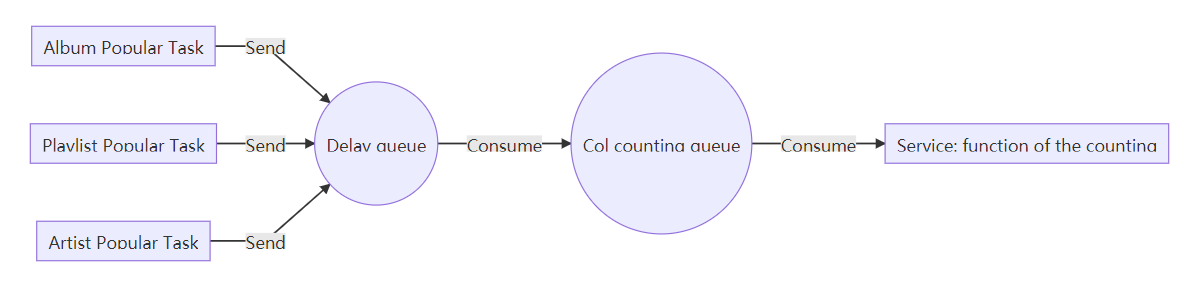 Album Popular Task
Send
Playlist Popular Task
Send
Delay queue
Consume
Col counting queue
Consume
Service: function of the counting
Artist Popular Task
Send